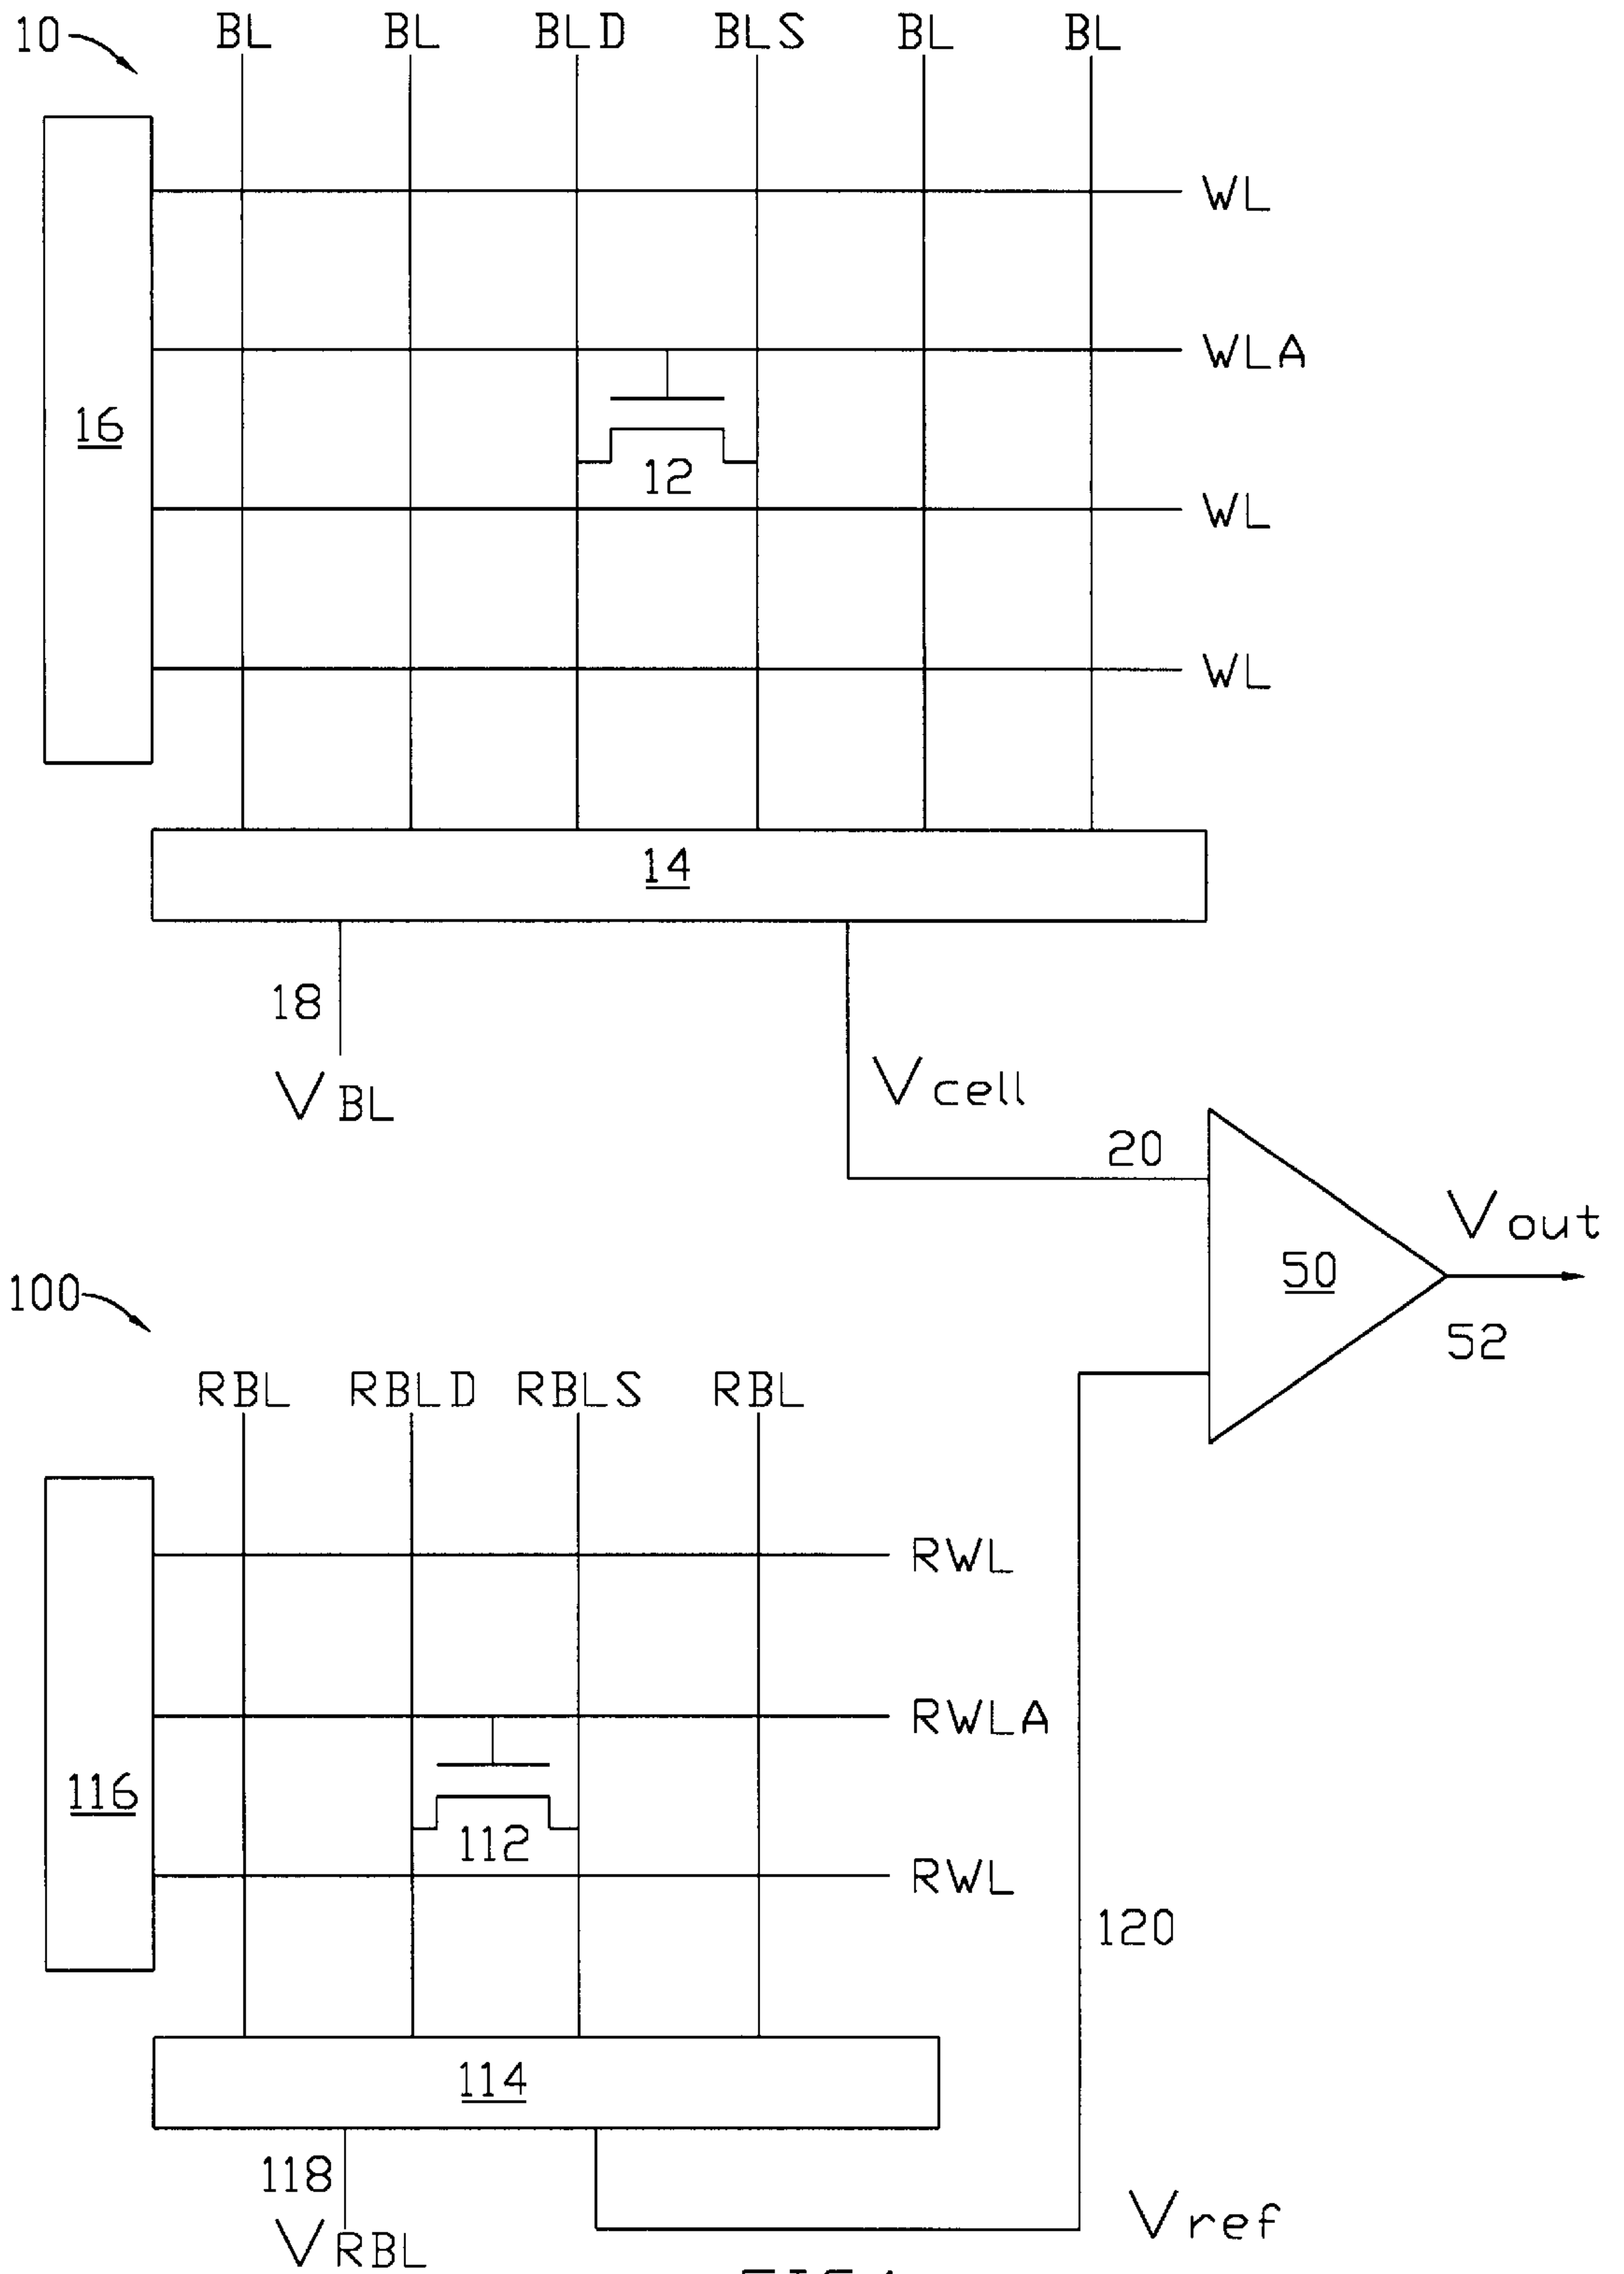 10 BL BL BLD BLS BL BL
WL
WLA
16
12
WL
WL
14
18
VBL
Vcell
20
Vout
50
52
100
RBL RBLD RBLS RBL
RWL
RWLA
116
112
RWL
120
114
118
VRBL
Vref